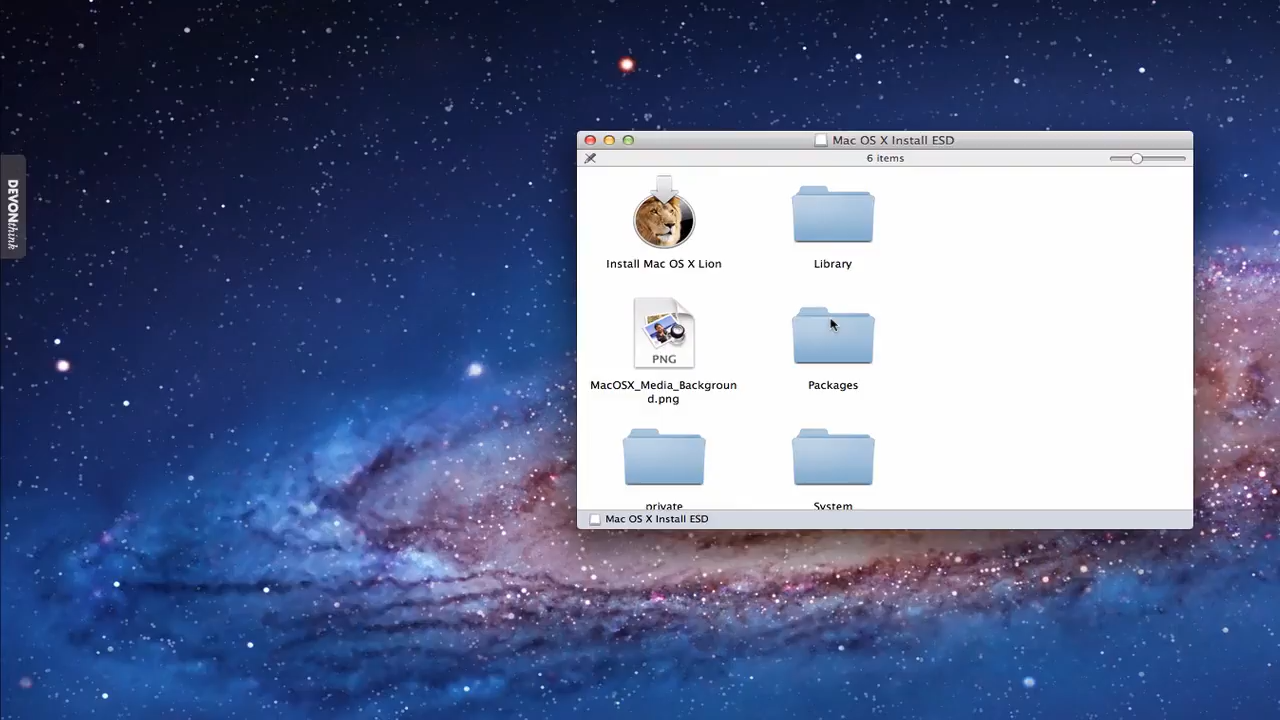 Mac OS X Install ESD
6 items
DEVONthink
Install Mac OS X Lion
Library
PNG
MacOSX_Media_Backgroun
d.png
Packages
private
System
Mac OS X Install ESD